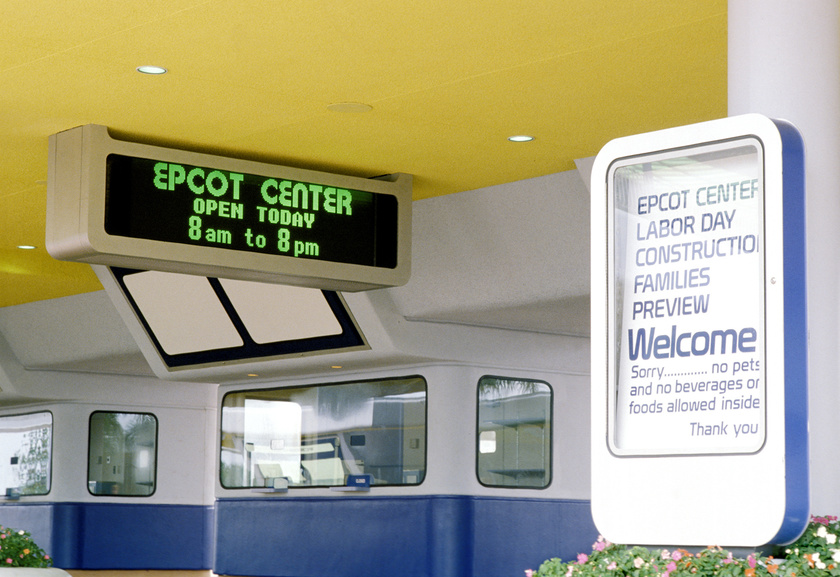 EPCOT CENTER
OPEN TODAY
8am to 8pm
EPCOT CENTER
LABOR DAY
CONSTRUCTIO
FAMILIES
PREVIEW
Welcome
Sorry............ no pets
and no beverages or
foods allowed inside
Thank you